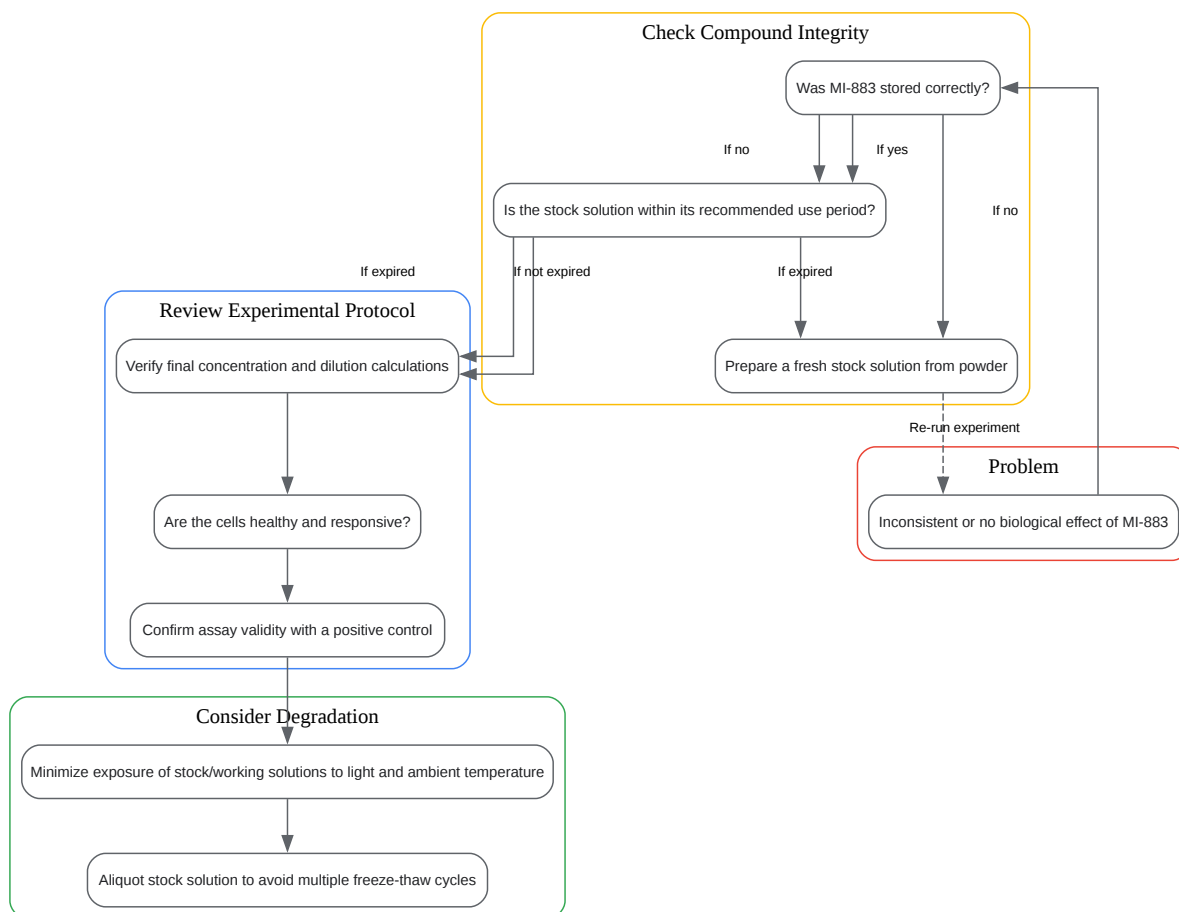 Check Compound Integrity
Was MI-883 stored correctly?
If no
If yes
Is the stock solution within its recommended use period?
If no
If expired
If not expired
If expired
Review Experimental Protocol
Verify final concentration and dilution calculations
Prepare a fresh stock solution from powder
Re-run experiment
Problem
Are the cells healthy and responsive?
Inconsistent or no biological effect of MI-883
Confirm assay validity with a positive control
Consider Degradation
Minimize exposure of stock/working solutions to light and ambient temperature
Aliquot stock solution to avoid multiple freeze-thaw cycles